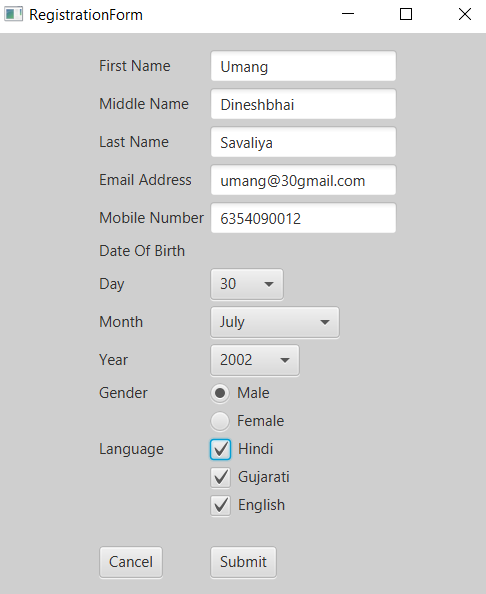 RegistrationForm
First Name Umang
Middle Name Dineshbhai
Last Name Savaliya
Email Address umang@30gmail.com
Mobile Number 6354090012
Date Of Birth
Day 30
Month July
Year 2002
Gender Male
Female
Language Hindi
Gujarati
English
Cancel Submit